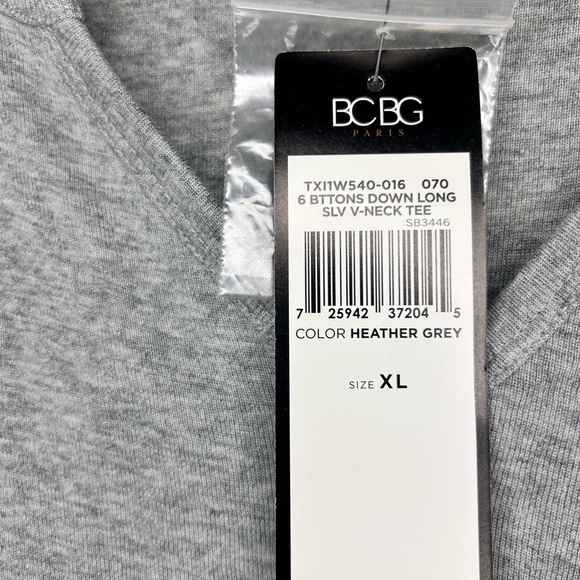 BCBG
PARIS
TXI1W540-016 070
6 BTTONS DOWN LONG
SLV V-NECK TEE
SB3446
7 25942 37204 5
COLOR HEATHER GREY
SIZE XL